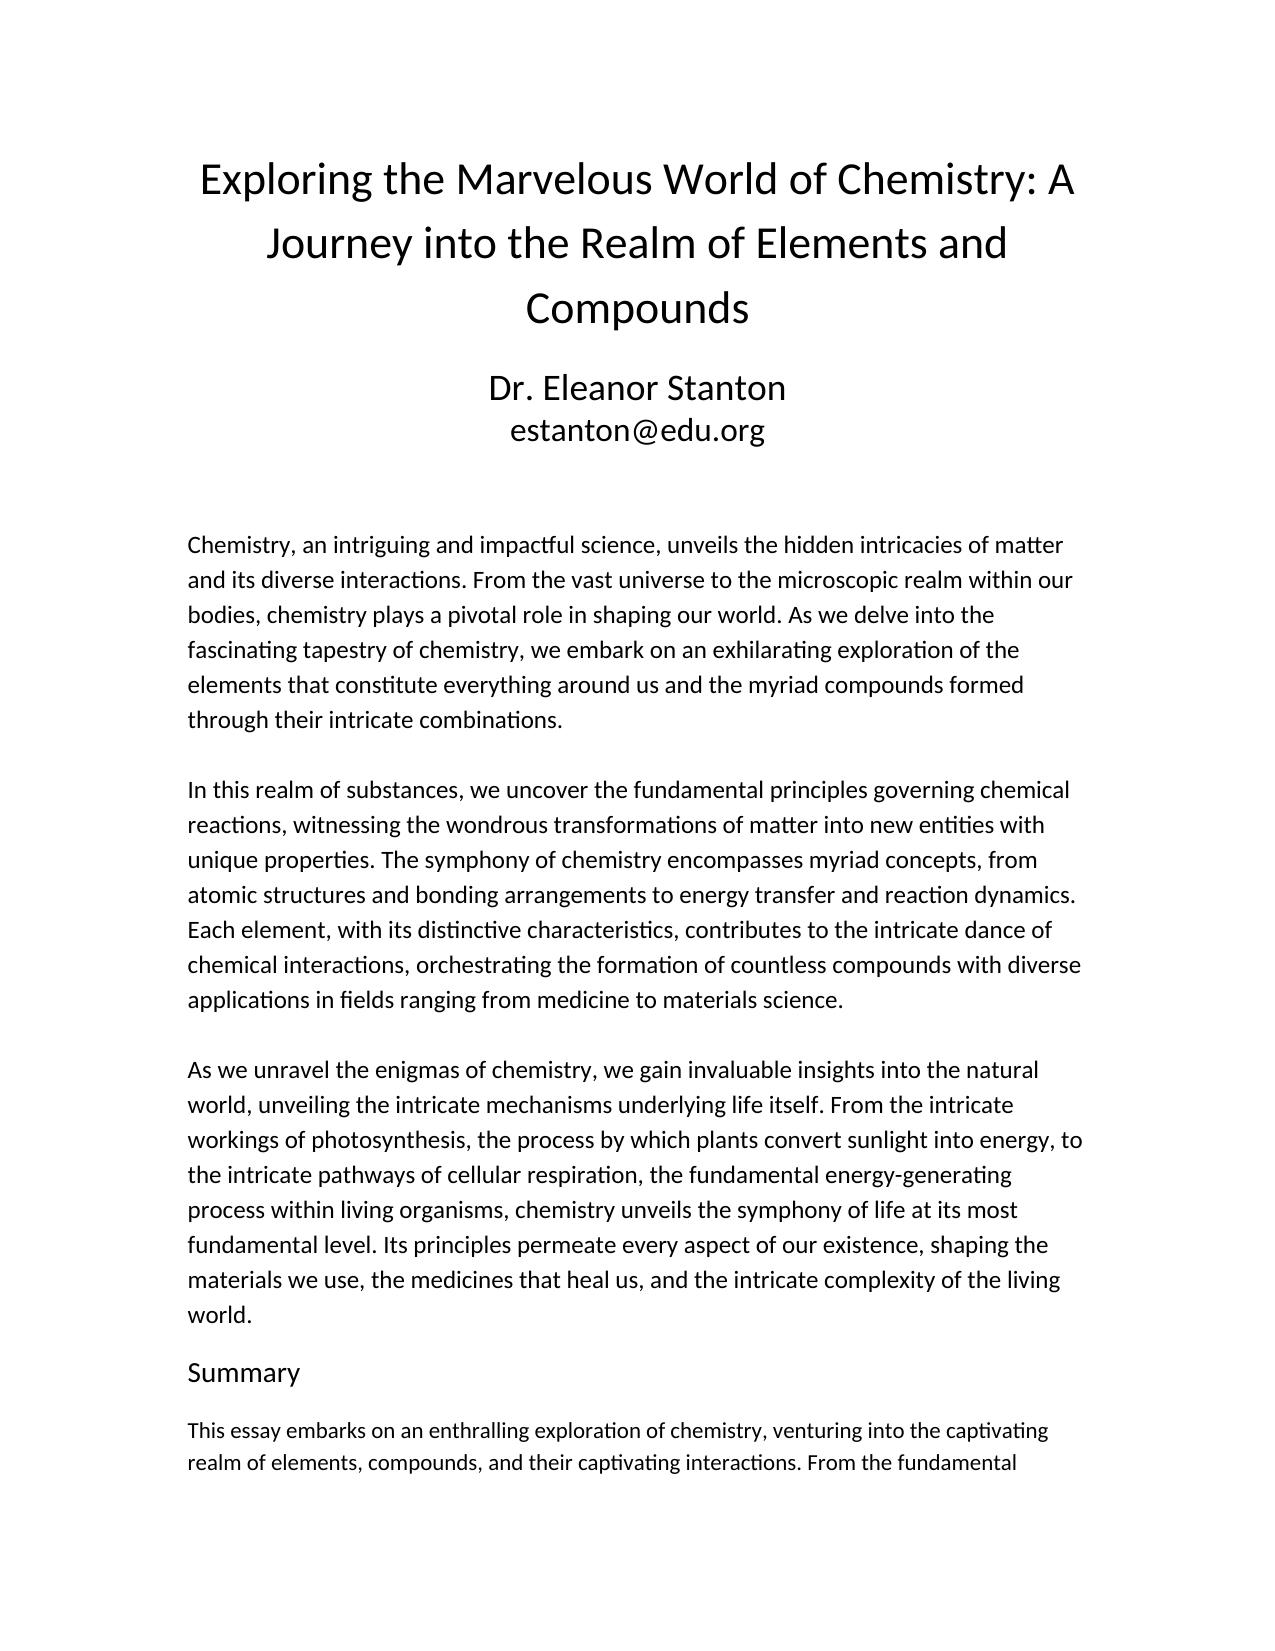 Exploring the Marvelous World of Chemistry: A
Journey into the Realm of Elements and
Compounds
Dr. Eleanor Stanton
estanton@edu.org
Chemistry, an intriguing and impactful science, unveils the hidden intricacies of matter
and its diverse interactions. From the vast universe to the microscopic realm within our
bodies, chemistry plays a pivotal role in shaping our world. As we delve into the
fascinating tapestry of chemistry, we embark on an exhilarating exploration of the
elements that constitute everything around us and the myriad compounds formed
through their intricate combinations.
In this realm of substances, we uncover the fundamental principles governing chemical
reactions, witnessing the wondrous transformations of matter into new entities with
unique properties. The symphony of chemistry encompasses myriad concepts, from
atomic structures and bonding arrangements to energy transfer and reaction dynamics.
Each element, with its distinctive characteristics, contributes to the intricate dance of
chemical interactions, orchestrating the formation of countless compounds with diverse
applications in fields ranging from medicine to materials science.
As we unravel the enigmas of chemistry, we gain invaluable insights into the natural
world, unveiling the intricate mechanisms underlying life itself. From the intricate
workings of photosynthesis, the process by which plants convert sunlight into energy, to
the intricate pathways of cellular respiration, the fundamental energy-generating
process within living organisms, chemistry unveils the symphony of life at its most
fundamental level. Its principles permeate every aspect of our existence, shaping the
materials we use, the medicines that heal us, and the intricate complexity of the living
world.
Summary
This essay embarks on an enthralling exploration of chemistry, venturing into the captivating
realm of elements, compounds, and their captivating interactions. From the fundamental